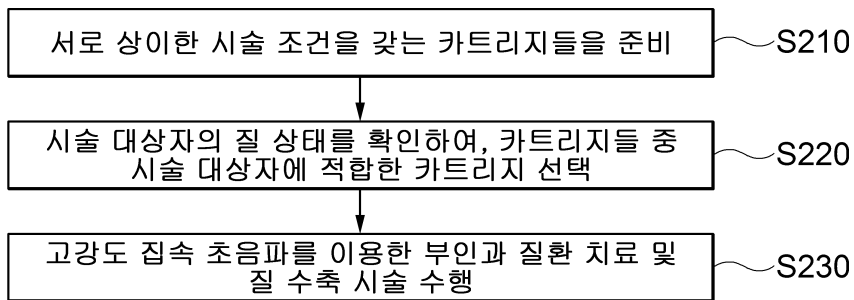 서로 상이한 시술 조건을 갖는 카트리지들을 준비
S210
시술 대상자의 질 상태를 확인하여, 카트리지들 중
시술 대상자에 적합한 카트리지 선택
S220
고강도 집속 초음파를 이용한 부인과 질환 치료 및
질 수축 시술 수행
S230